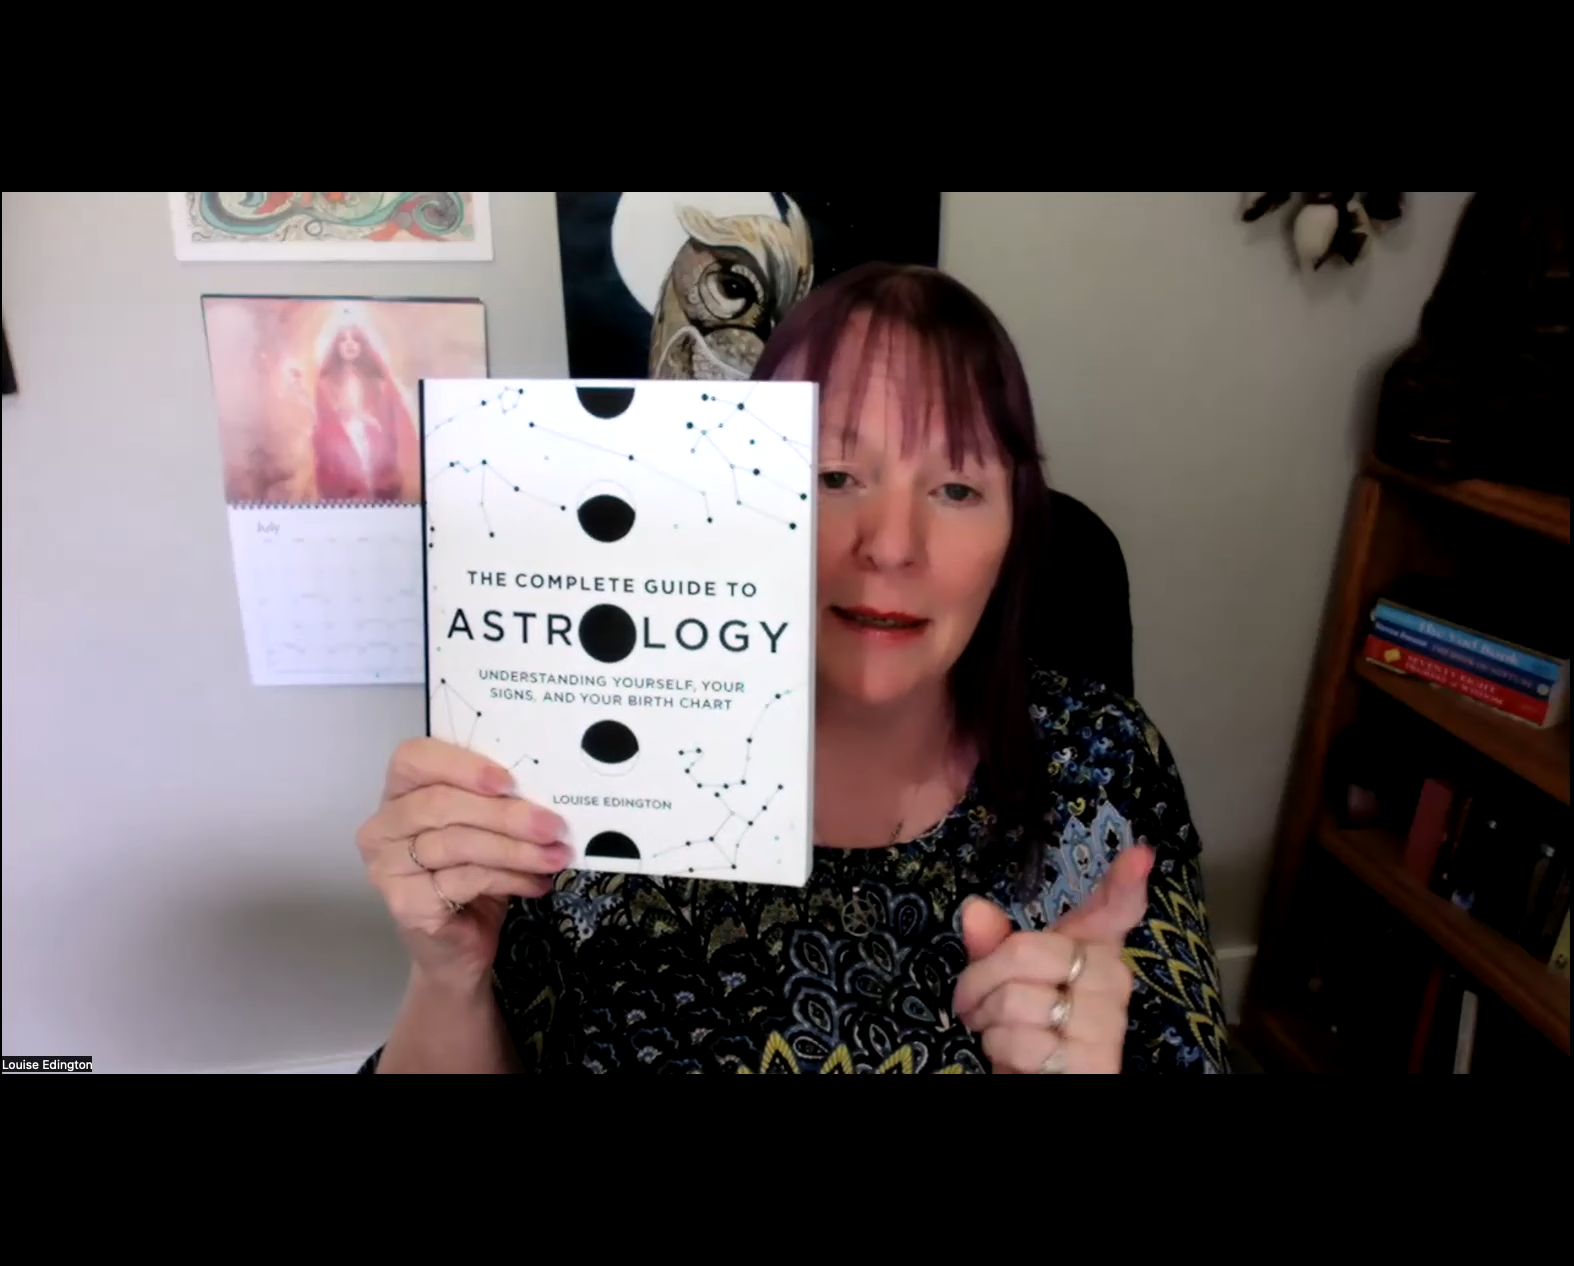 July
THE COMPLETE GUIDE TO
ASTROLOGY
UNDERSTANDING YOURSELF, YOUR
SIGNS, AND YOUR BIRTH CHART
LOUISE EDINGTON
Louise Edington